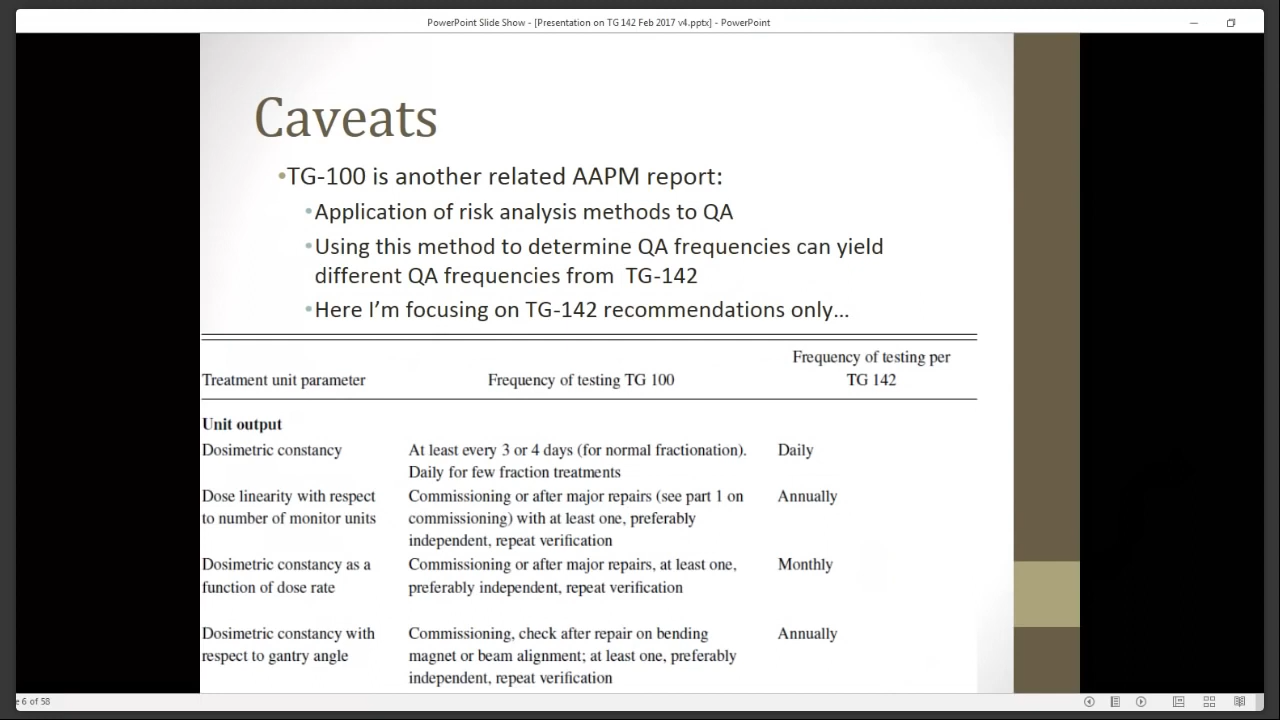 PowerPoint Slide Show - [Presentation on TG 142 Feb 2017 v4.pptx] - PowerPoint
Caveats
•TG-100 is another related AAPM report:
•Application of risk analysis methods to QA
•Using this method to determine QA frequencies can yield
different QA frequencies from TG-142
•Here I'm focusing on TG-142 recommendations only…
Frequency of testing per
Treatment unit parameter Frequency of testing TG 100 TG 142
Unit output
Dosimetric constancy At least every 3 or 4 days (for normal fractionation). Daily
Daily for few fraction treatments
Dose linearity with respect Commissioning or after major repairs (see part 1 on Annually
to number of monitor units commissioning) with at least one, preferably
independent, repeat verification
Dosimetric constancy as a Commissioning or after major repairs, at least one, Monthly
function of dose rate preferably independent, repeat verification
Dosimetric constancy with Commissioning, check after repair on bending Annually
respect to gantry angle magnet or beam alignment; at least one, preferably
independent, repeat verification
e 6 of 58